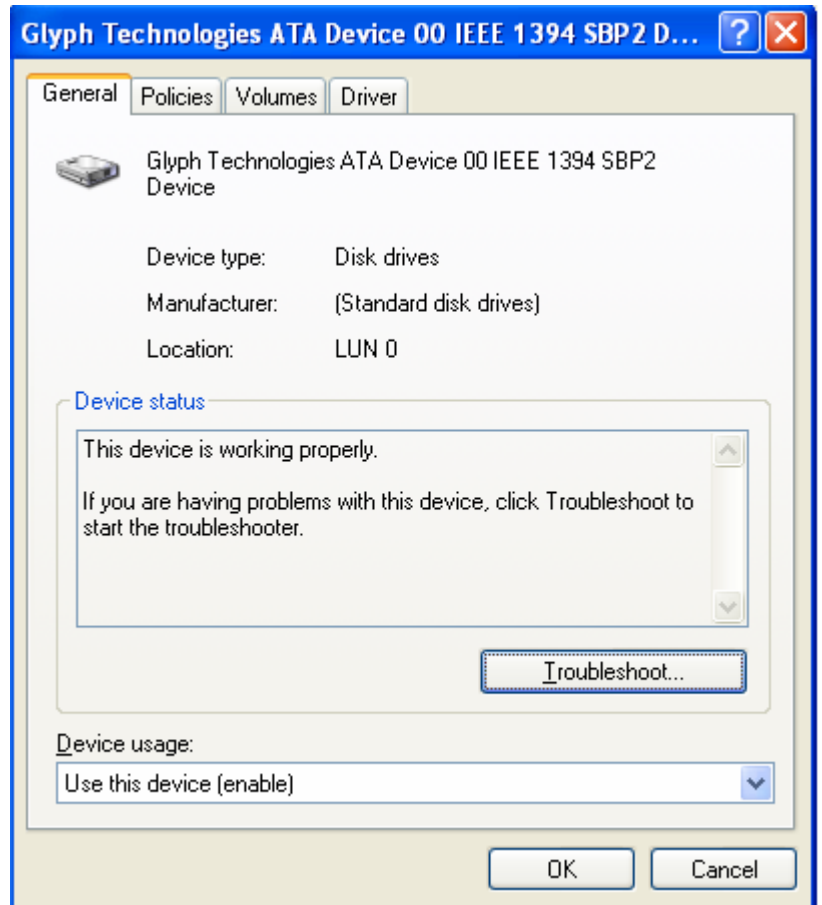 Glyph Technologies ATA Device 00 IEEE 1394 SBP2 D...
General Policies Volumes Driver
Glyph Technologies ATA Device 00 IEEE 1394 SBP2
Device
Device type: Disk drives
Manufacturer: (Standard disk drives)
Location: LUN 0
Device status
This device is working properly.
If you are having problems with this device, click Troubleshoot to
start the troubleshooter.
Troubleshoot...
Device usage:
Use this device (enable)
OK Cancel